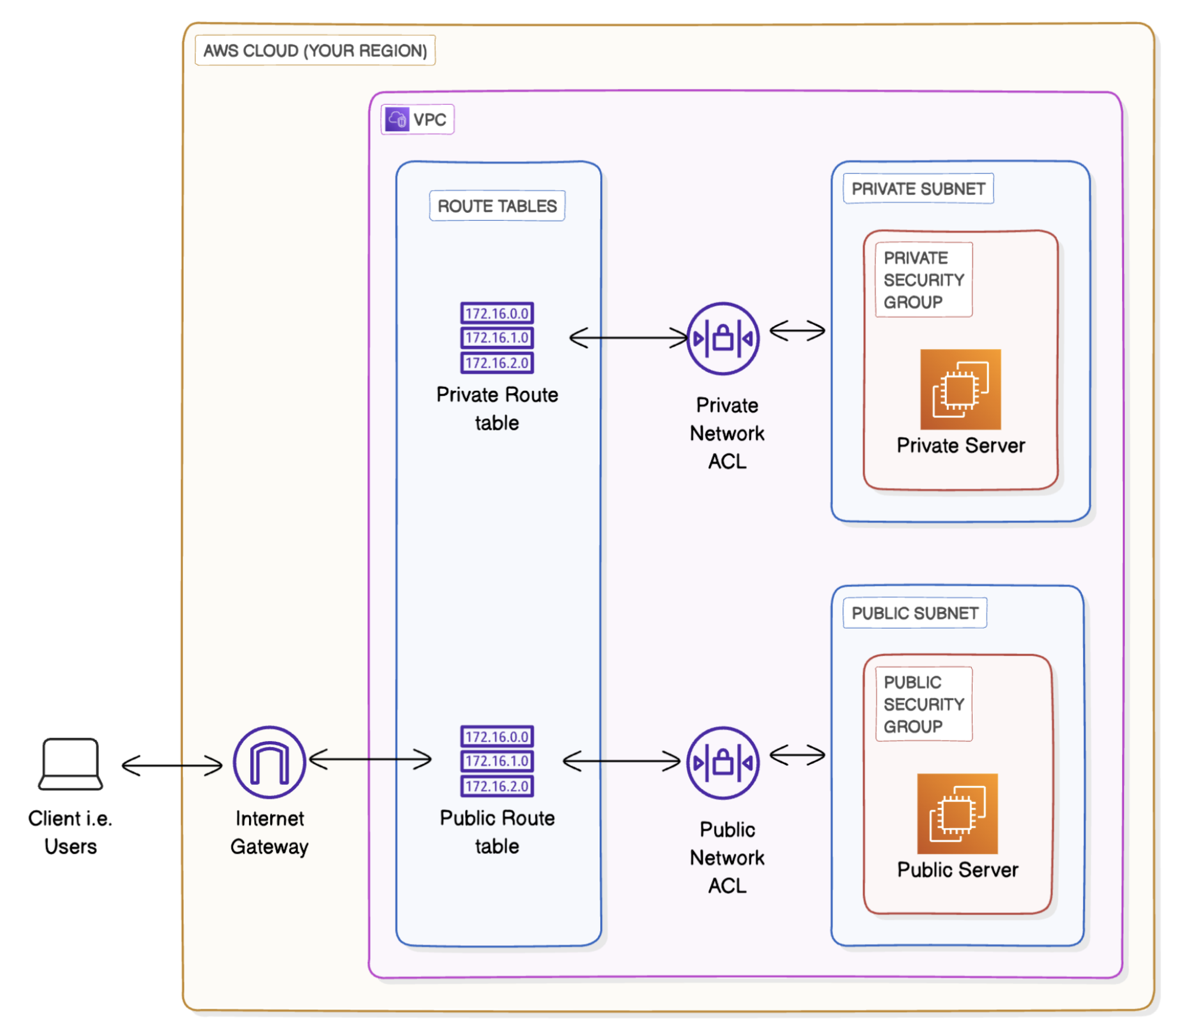 AWS CLOUD (YOUR REGION)
VPC
ROUTE TABLES
172.16.0.0
172.16.1.0
172.16.2.0
Private Route
table
Private
Network
ACL
PRIVATE SUBNET
PRIVATE
SECURITY
GROUP
Private Server
Client i.e.
Users
Internet
Gateway
172.16.0.0
172.16.1.0
172.16.2.0
Public Route
table
Public
Network
ACL
PUBLIC SUBNET
PUBLIC
SECURITY
GROUP
Public Server